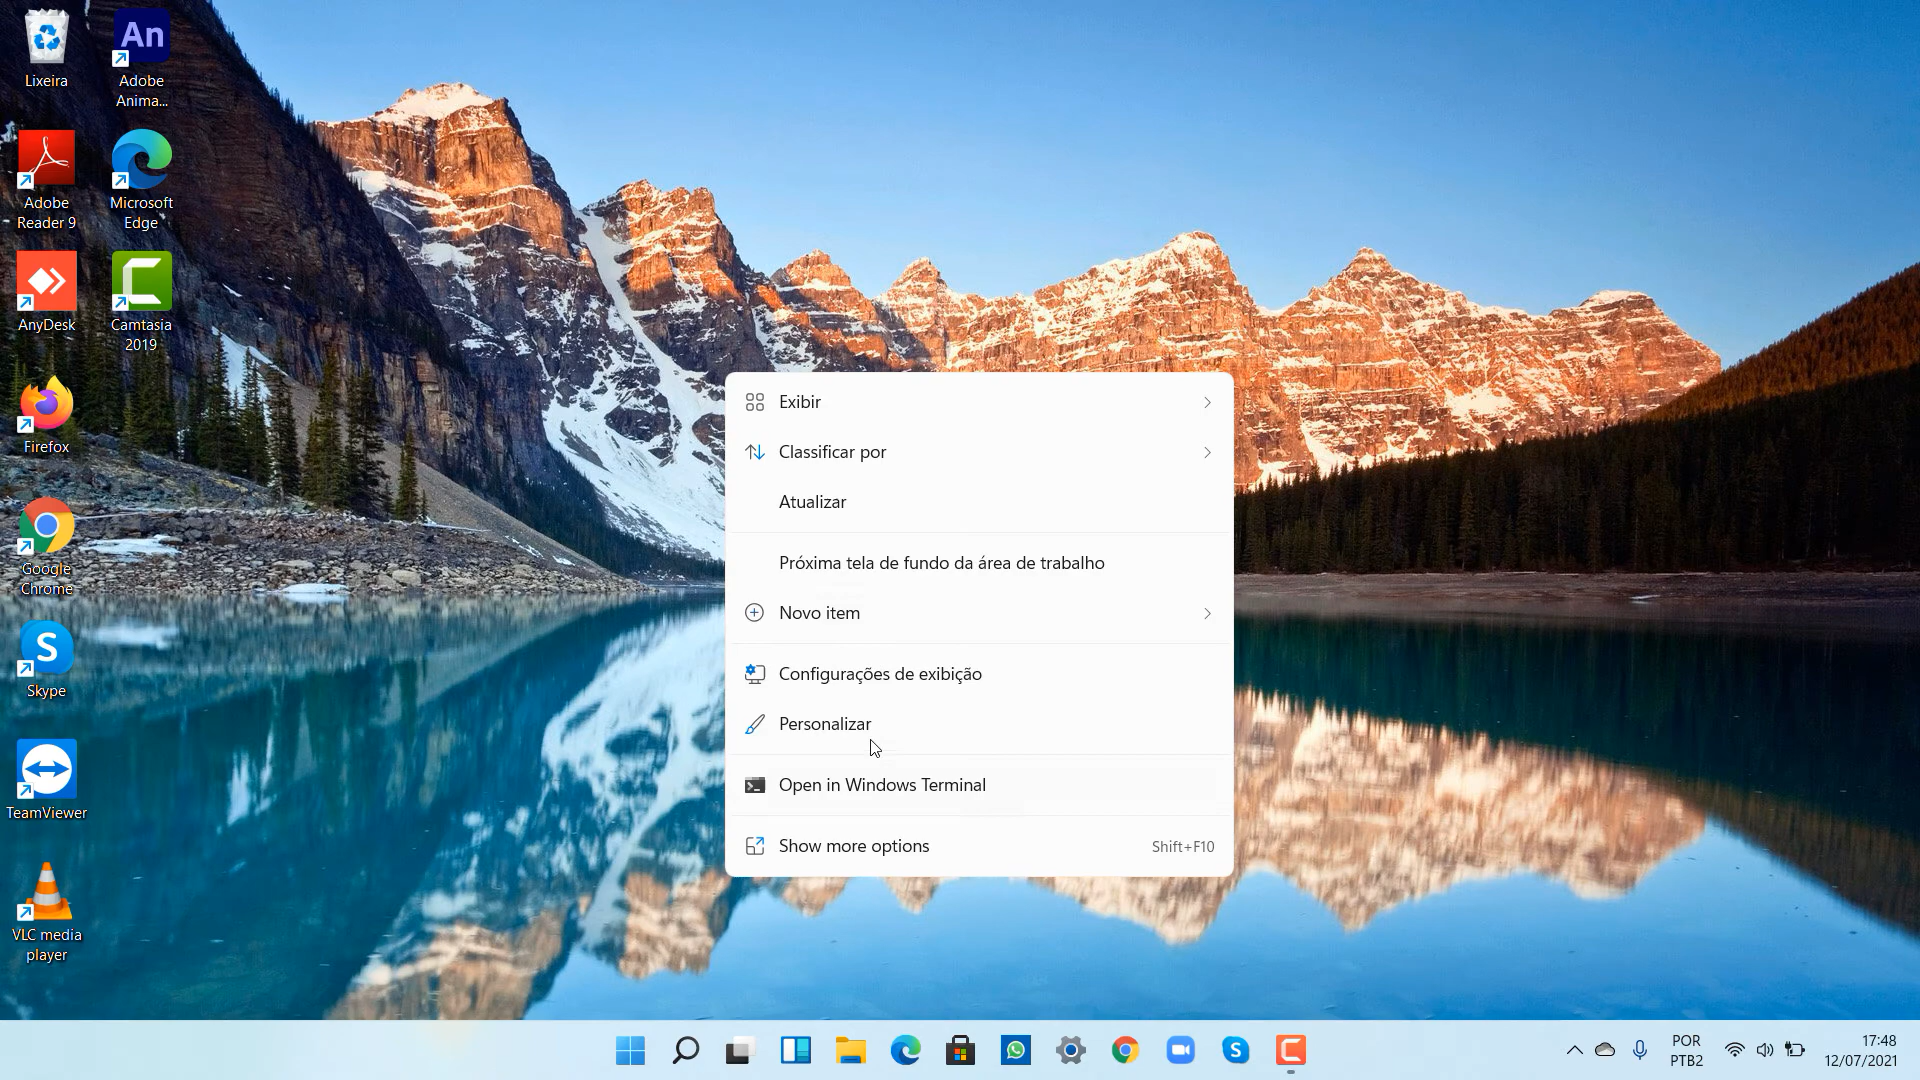 Lixeira
An
Adobe
Anima...
Adobe
Reader 9
Microsoft
Edge
AnyDesk
Camtasia
2019
Firefox
Google
Chrome
S
Skype
TeamViewer
VLC media
player
Exibir
Classificar por
Atualizar
Próxima tela de fundo da área de trabalho
Novo item
Configurações de exibição
Personalizar
Open in Windows Terminal
Show more options Shift+F10
S
POR
PTB2
17:48
12/07/2021